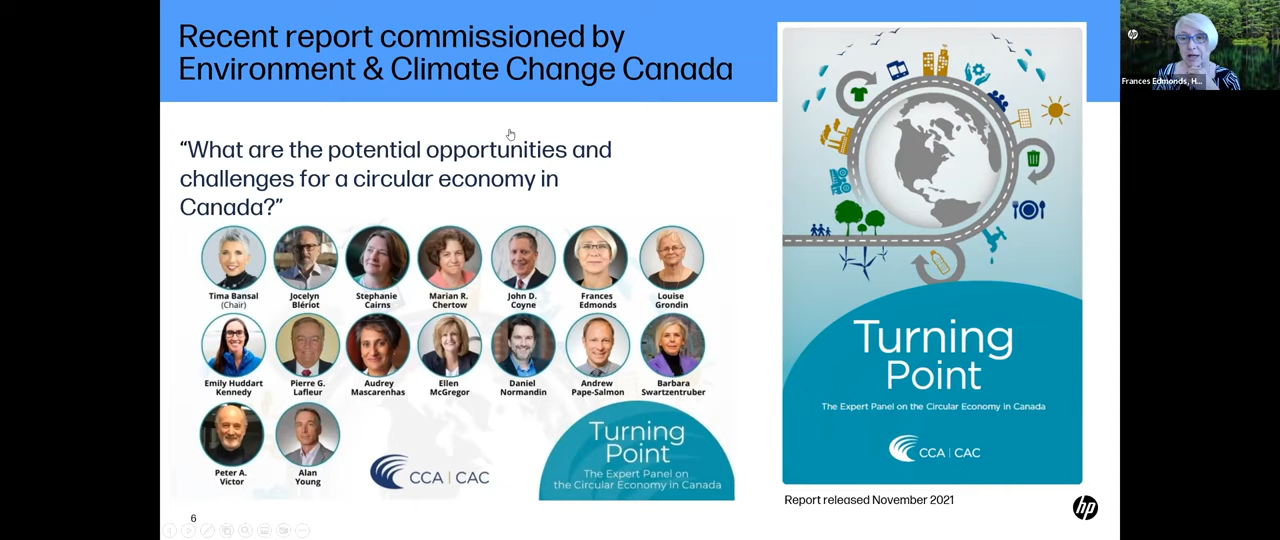 Recent report commissioned by
Environment & Climate Change Canada
hp
Frances Edmonds, H...
“What are the potential opportunities and
challenges for a circular economy in
Canada?”
Tima Bansal
(Chair)
Jocelyn
Blériot
Stephanie
Cairns
Marian R.
Chertow
John D.
Coyne
Frances
Edmonds
Louise
Grondin
Emily Huddart
Kennedy
Pierre G.
Lafleur
Audrey
Mascarenhas
Ellen
McGregor
Daniel
Normandin
Andrew
Pape-Salmon
Barbara
Swartzentruber
Peter A.
Victor
Alan
Young
CCA | CAC
Turning
Point
The Expert Panel on
the Circular Economy in Canada
Turning
Point
The Expert Panel on the Circular Economy in Canada
CCA | CAC
Report released November 2021
hp
6